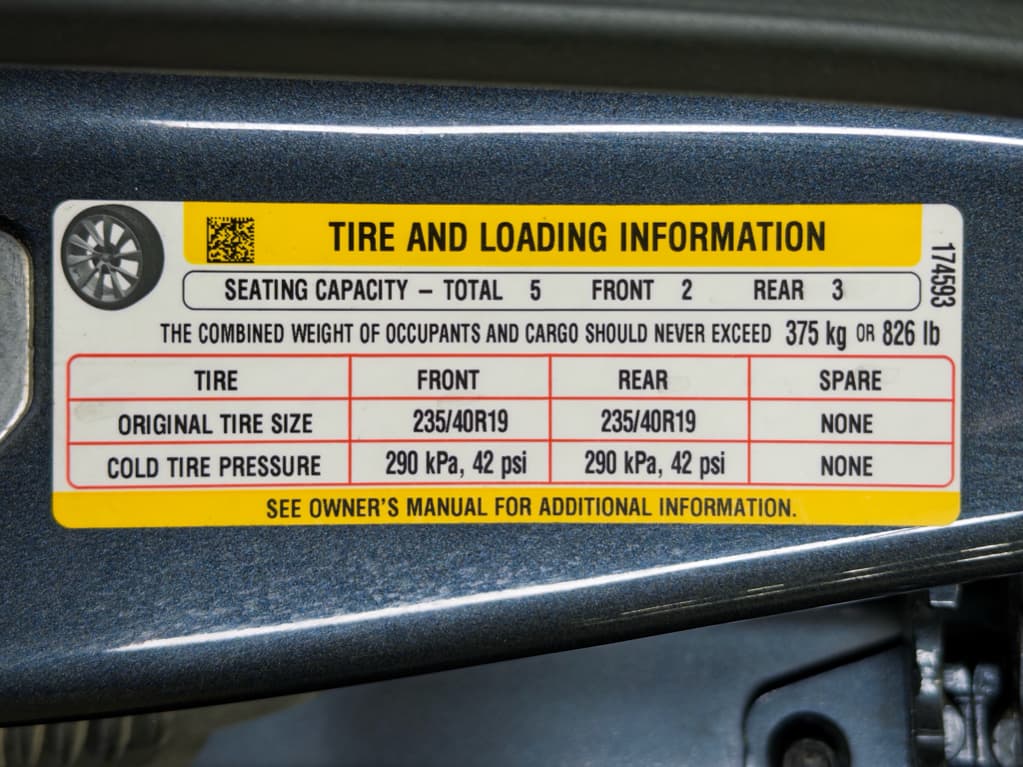 TIRE AND LOADING INFORMATION
174593
SEATING CAPACITY – TOTAL 5 FRONT 2 REAR 3
THE COMBINED WEIGHT OF OCCUPANTS AND CARGO SHOULD NEVER EXCEED 375 kg OR 826 lb
TIRE FRONT REAR SPARE
ORIGINAL TIRE SIZE 235/40R19 235/40R19 NONE
COLD TIRE PRESSURE 290 kPa, 42 psi 290 kPa, 42 psi NONE
SEE OWNER'S MANUAL FOR ADDITIONAL INFORMATION.